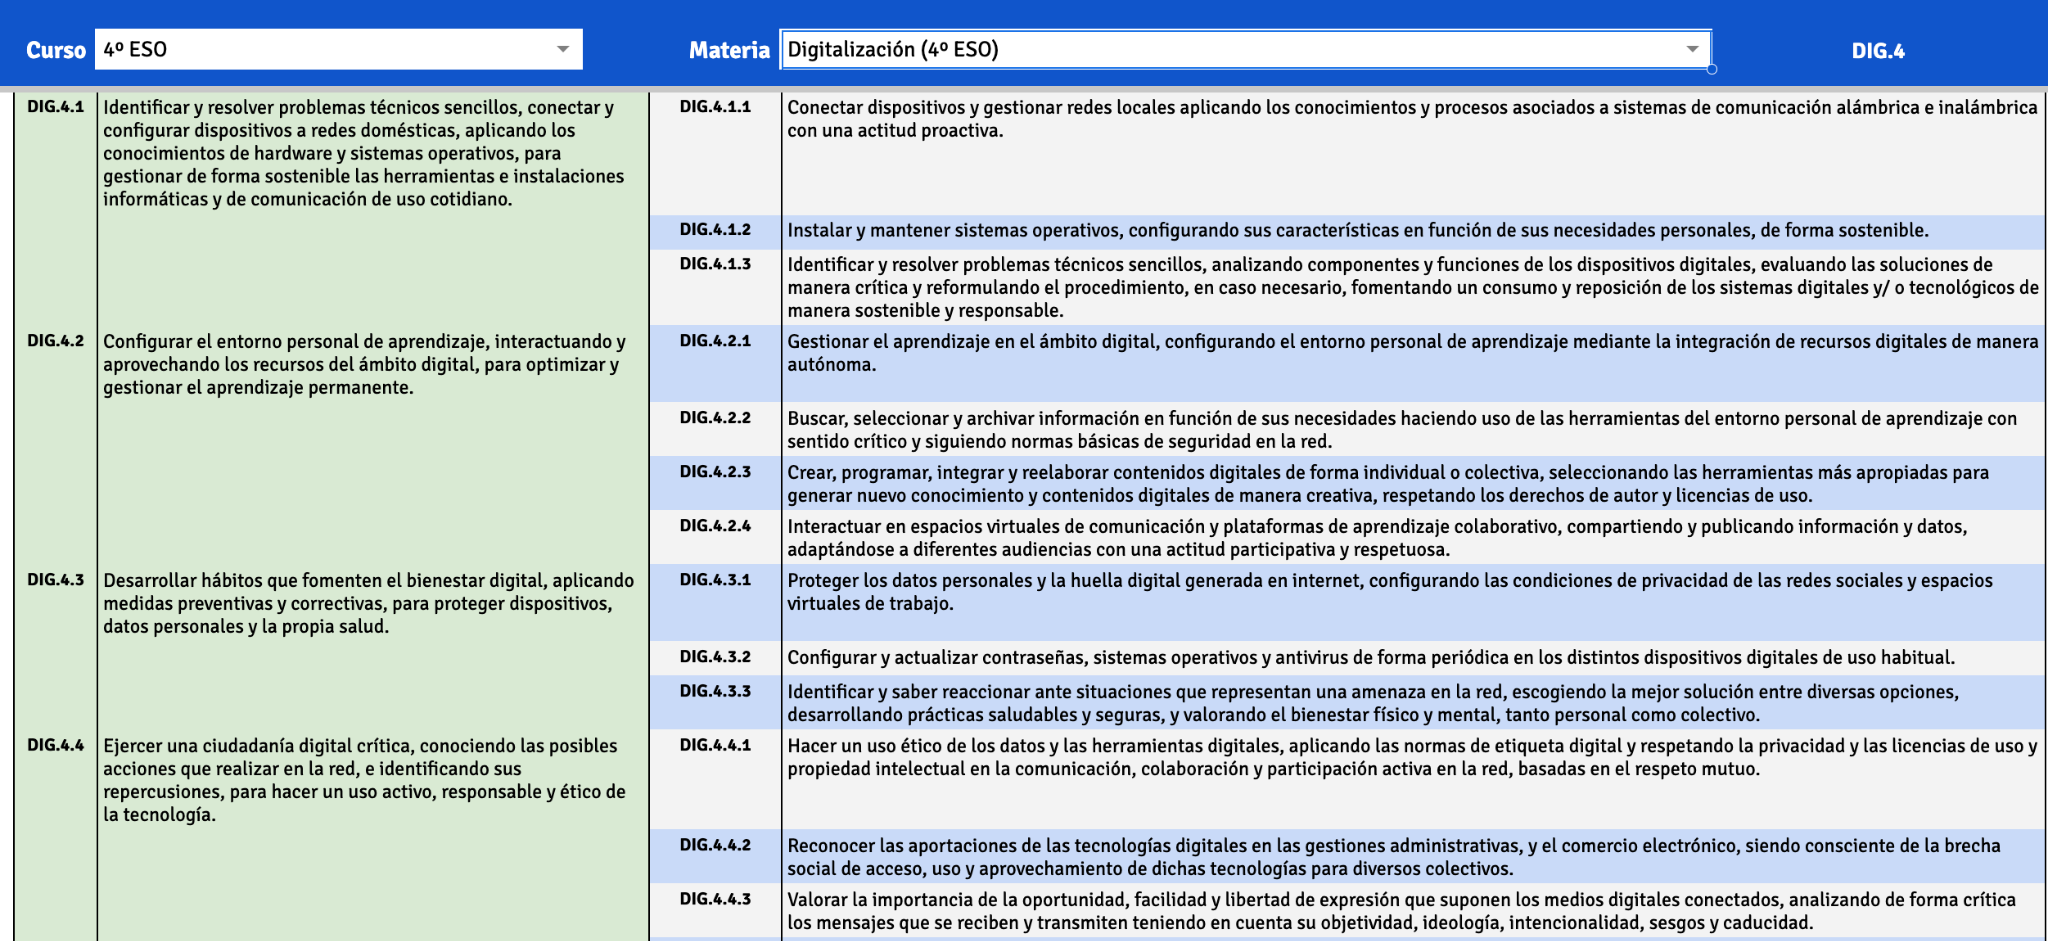 Curso 4º ESO Materia Digitalización (4º ESO) DIG.4
DIG.4.1 Identificar y resolver problemas técnicos sencillos, conectar y
configurar dispositivos a redes domésticas, aplicando los
conocimientos de hardware y sistemas operativos, para
gestionar de forma sostenible las herramientas e instalaciones
informáticas y de comunicación de uso cotidiano.
DIG.4.1.1 Conectar dispositivos y gestionar redes locales aplicando los conocimientos y procesos asociados a sistemas de comunicación alámbrica e inalámbrica
con una actitud proactiva.
DIG.4.1.2 Instalar y mantener sistemas operativos, configurando sus características en función de sus necesidades personales, de forma sostenible.
DIG.4.1.3 Identificar y resolver problemas técnicos sencillos, analizando componentes y funciones de los dispositivos digitales, evaluando las soluciones de
manera crítica y reformulando el procedimiento, en caso necesario, fomentando un consumo y reposición de los sistemas digitales y/ o tecnológicos de
manera sostenible y responsable.
DIG.4.2 Configurar el entorno personal de aprendizaje, interactuando y
aprovechando los recursos del ámbito digital, para optimizar y
gestionar el aprendizaje permanente.
DIG.4.2.1 Gestionar el aprendizaje en el ámbito digital, configurando el entorno personal de aprendizaje mediante la integración de recursos digitales de manera
autónoma.
DIG.4.2.2 Buscar, seleccionar y archivar información en función de sus necesidades haciendo uso de las herramientas del entorno personal de aprendizaje con
sentido crítico y siguiendo normas básicas de seguridad en la red.
DIG.4.2.3 Crear, programar, integrar y reelaborar contenidos digitales de forma individual o colectiva, seleccionando las herramientas más apropiadas para
generar nuevo conocimiento y contenidos digitales de manera creativa, respetando los derechos de autor y licencias de uso.
DIG.4.2.4 Interactuar en espacios virtuales de comunicación y plataformas de aprendizaje colaborativo, compartiendo y publicando información y datos,
adaptándose a diferentes audiencias con una actitud participativa y respetuosa.
DIG.4.3 Desarrollar hábitos que fomenten el bienestar digital, aplicando
medidas preventivas y correctivas, para proteger dispositivos,
datos personales y la propia salud.
DIG.4.3.1 Proteger los datos personales y la huella digital generada en internet, configurando las condiciones de privacidad de las redes sociales y espacios
virtuales de trabajo.
DIG.4.3.2 Configurar y actualizar contraseñas, sistemas operativos y antivirus de forma periódica en los distintos dispositivos digitales de uso habitual.
DIG.4.3.3 Identificar y saber reaccionar ante situaciones que representan una amenaza en la red, escogiendo la mejor solución entre diversas opciones,
desarrollando prácticas saludables y seguras, y valorando el bienestar físico y mental, tanto personal como colectivo.
DIG.4.4 Ejercer una ciudadanía digital crítica, conociendo las posibles
acciones que realizar en la red, e identificando sus
repercusiones, para hacer un uso activo, responsable y ético de
la tecnología.
DIG.4.4.1 Hacer un uso ético de los datos y las herramientas digitales, aplicando las normas de etiqueta digital y respetando la privacidad y las licencias de uso y
propiedad intelectual en la comunicación, colaboración y participación activa en la red, basadas en el respeto mutuo.
DIG.4.4.2 Reconocer las aportaciones de las tecnologías digitales en las gestiones administrativas, y el comercio electrónico, siendo consciente de la brecha
social de acceso, uso y aprovechamiento de dichas tecnologías para diversos colectivos.
DIG.4.4.3 Valorar la importancia de la oportunidad, facilidad y libertad de expresión que suponen los medios digitales conectados, analizando de forma crítica
los mensajes que se reciben y transmiten teniendo en cuenta su objetividad, ideología, intencionalidad, sesgos y caducidad.